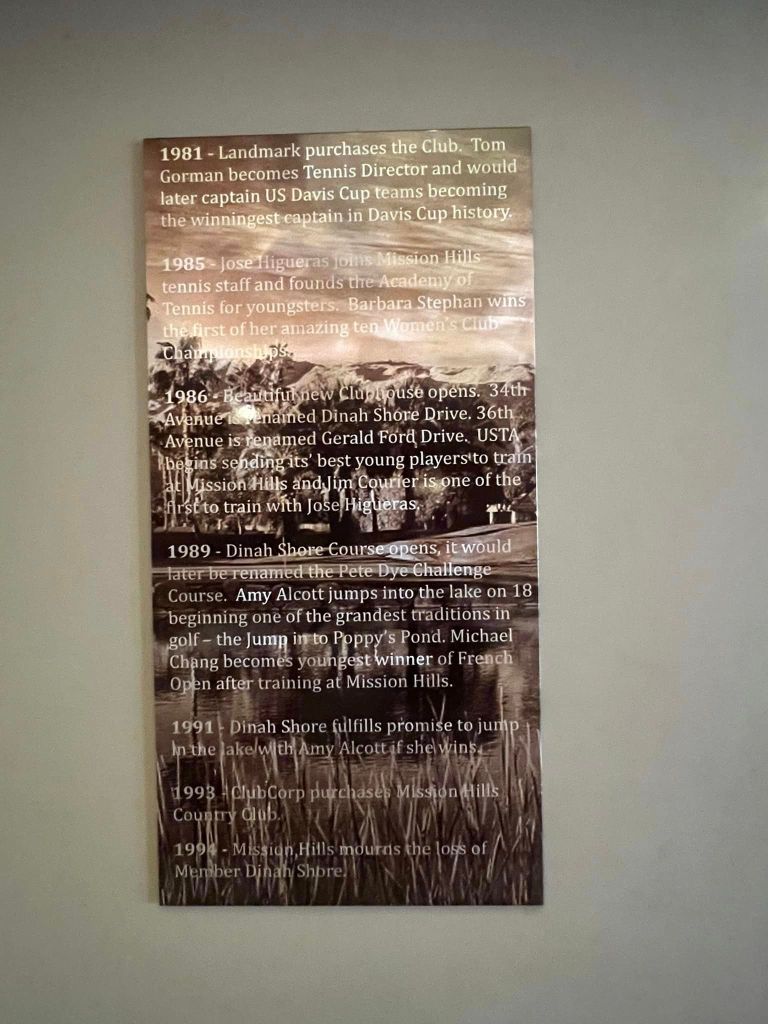 1981 - Landmark purchases the Club. Tom
Gorman becomes Tennis Director and would
later captain US Davis Cup teams becoming
the winningest captain in Davis Cup history.
1985 - Jose Higueras joins Mission Hills
tennis staff and founds the Academy of
Tennis for youngsters. Barbara Stephan wins
the first of her amazing ten Women's Club
Championships.
1986 - Beautiful new Clubhouse opens. 34th
Avenue is renamed Dinah Shore Drive. 36th
Avenue is renamed Gerald Ford Drive. USTA
begins sending its' best young players to train
at Mission Hills and Jim Courier is one of the
first to train with Jose Higueras.
1989 - Dinah Shore Course opens, it would
later be renamed the Pete Dye Challenge
Course. Amy Alcott jumps into the lake on 18
beginning one of the grandest traditions in
golf – the Jump in to Poppy's Pond. Michael
Chang becomes youngest winner of French
Open after training at Mission Hills.
1991 - Dinah Shore fulfills promise to jump
in the lake with Amy Alcott if she wins.
1993 - ClubCorp purchases Mission Hills
Country Club.
1994 - Mission Hills mourns the loss of
Member Dinah Shore.